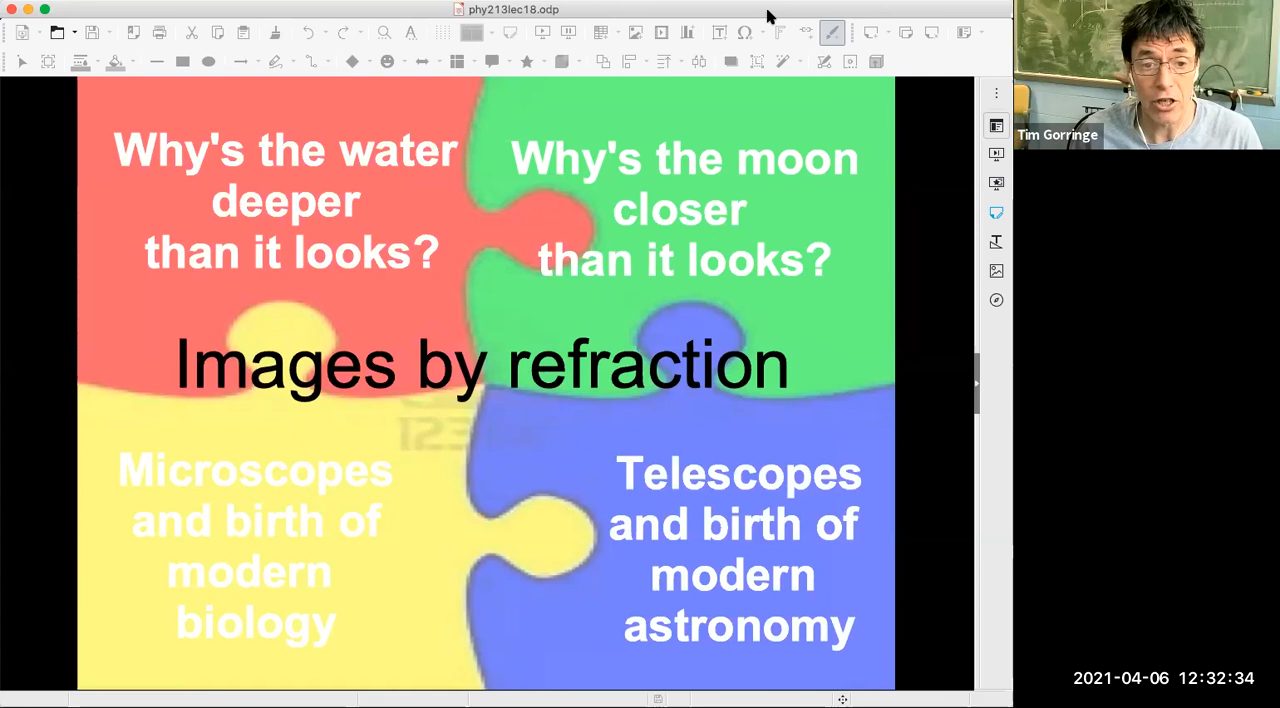 phy213lec18.odp
Why's the water
deeper
than it looks?
Why's the moon
closer
than it looks?
Images by refraction
Microscopes
and birth of
modern
biology
Telescopes
and birth of
modern
astronomy
Tim Gorringe
2021-04-06 12:32:34